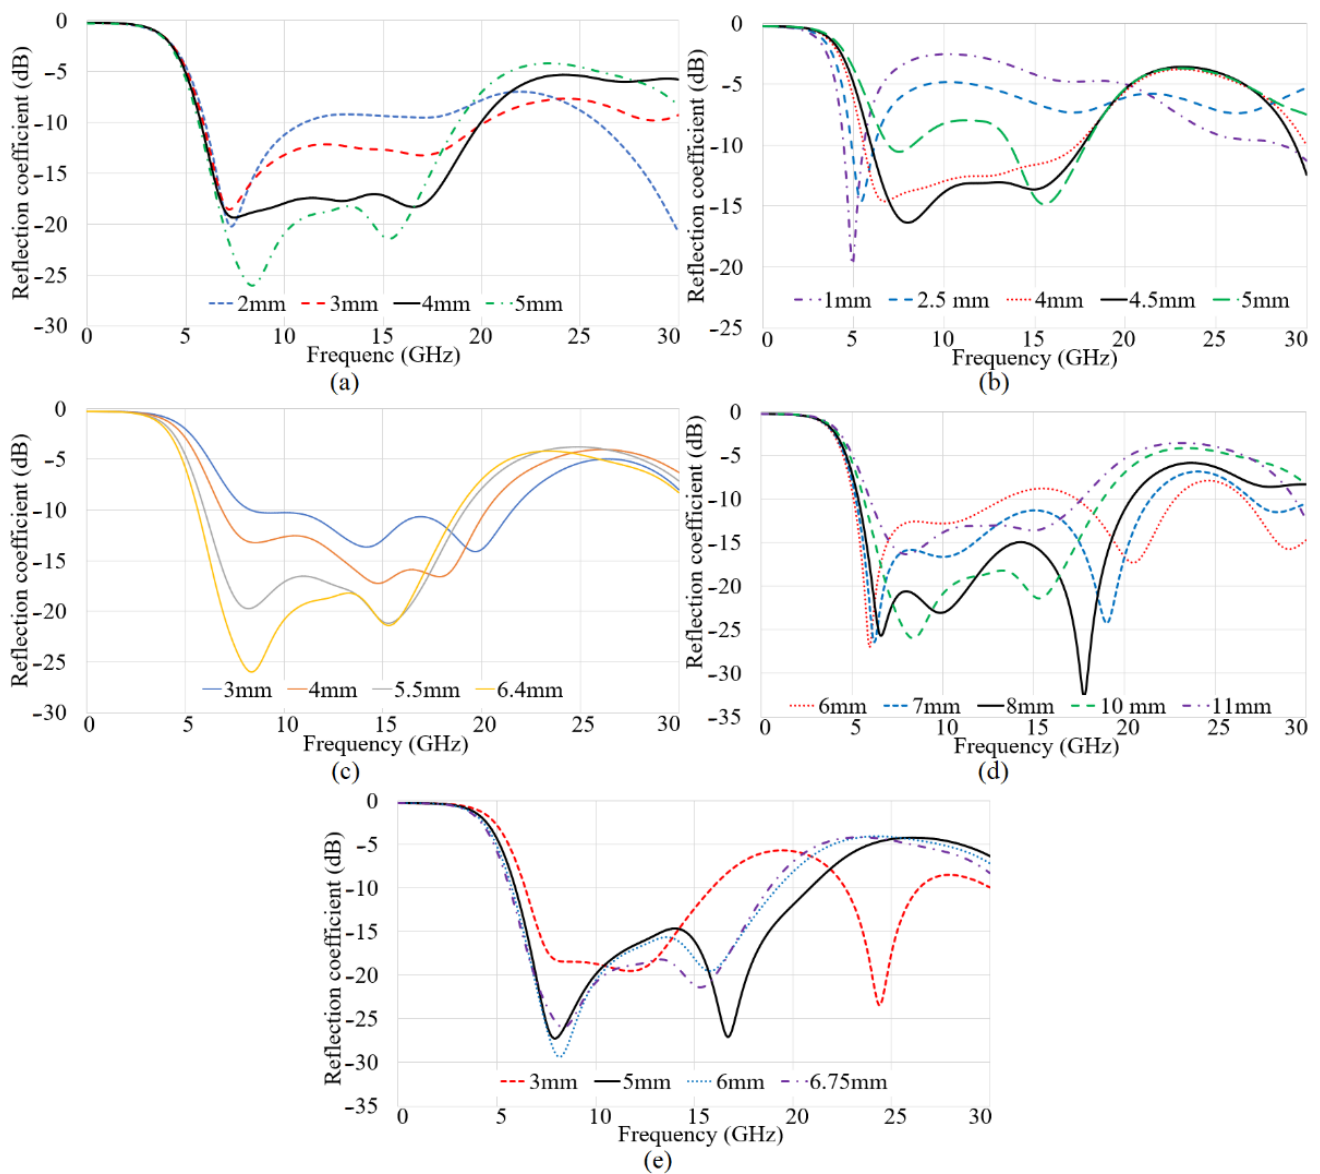 0
−5
−10
−15
−20
−25
−30
Reflection coefficient (dB)
2mm 3mm 4mm 5mm
0 5 10 15 20 25 30
Frequenc (GHz)
(a)
0
−5
−10
−15
−20
−25
Reflection coefficient (dB)
1mm 2.5 mm 4mm 4.5mm 5mm
0 5 10 15 20 25 30
Frequency (GHz)
(b)
0
−5
−10
−15
−20
−25
−30
Reflection coefficient (dB)
3mm 4mm 5.5mm 6.4mm
0 5 10 15 20 25 30
Frequency (GHz)
(c)
0
−5
−10
−15
−20
−25
−30
−35
Reflection coefficient (dB)
6mm 7mm 8mm 10 mm 11mm
0 5 10 15 20 25 30
Frequency (GHz)
(d)
0
−5
−10
−15
−20
−25
−30
−35
Reflection coefficient (dB)
3mm 5mm 6mm 6.75mm
0 5 10 15 20 25 30
Frequency (GHz)
(e)